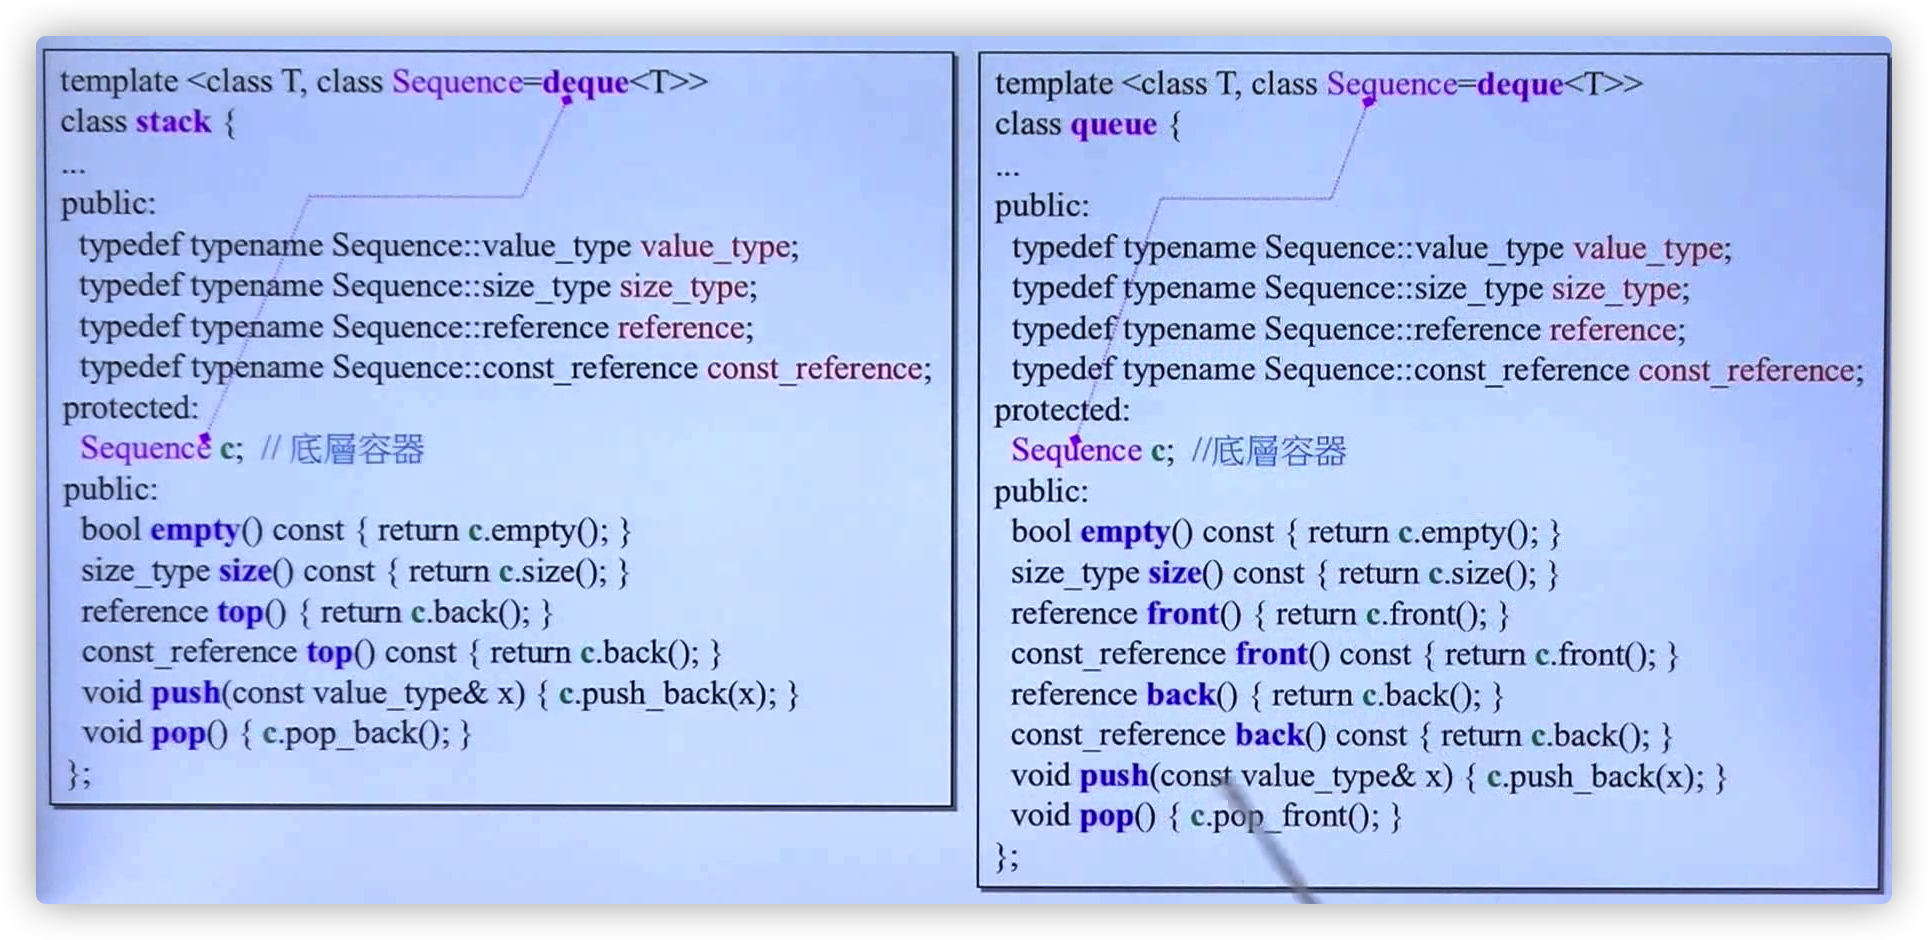 template <class T, class Sequence=deque<T>>
class stack {
...
public:
typedef typename Sequence::value_type value_type;
typedef typename Sequence::size_type size_type;
typedef typename Sequence::reference reference;
typedef typename Sequence::const_reference const_reference;
protected:
Sequence c; // 底層容器
public:
bool empty() const { return c.empty(); }
size_type size() const { return c.size(); }
reference top() { return c.back(); }
const_reference top() const { return c.back(); }
void push(const value_type& x) { c.push_back(x); }
void pop() { c.pop_back(); }
};
template <class T, class Sequence=deque<T>>
class queue {
...
public:
typedef typename Sequence::value_type value_type;
typedef typename Sequence::size_type size_type;
typedef typename Sequence::reference reference;
typedef typename Sequence::const_reference const_reference;
protected:
Sequence c; //底層容器
public:
bool empty() const { return c.empty(); }
size_type size() const { return c.size(); }
reference front() { return c.front(); }
const_reference front() const { return c.front(); }
reference back() { return c.back(); }
const_reference back() const { return c.back(); }
void push(const value_type& x) { c.push_back(x); }
void pop() { c.pop_front(); }
};